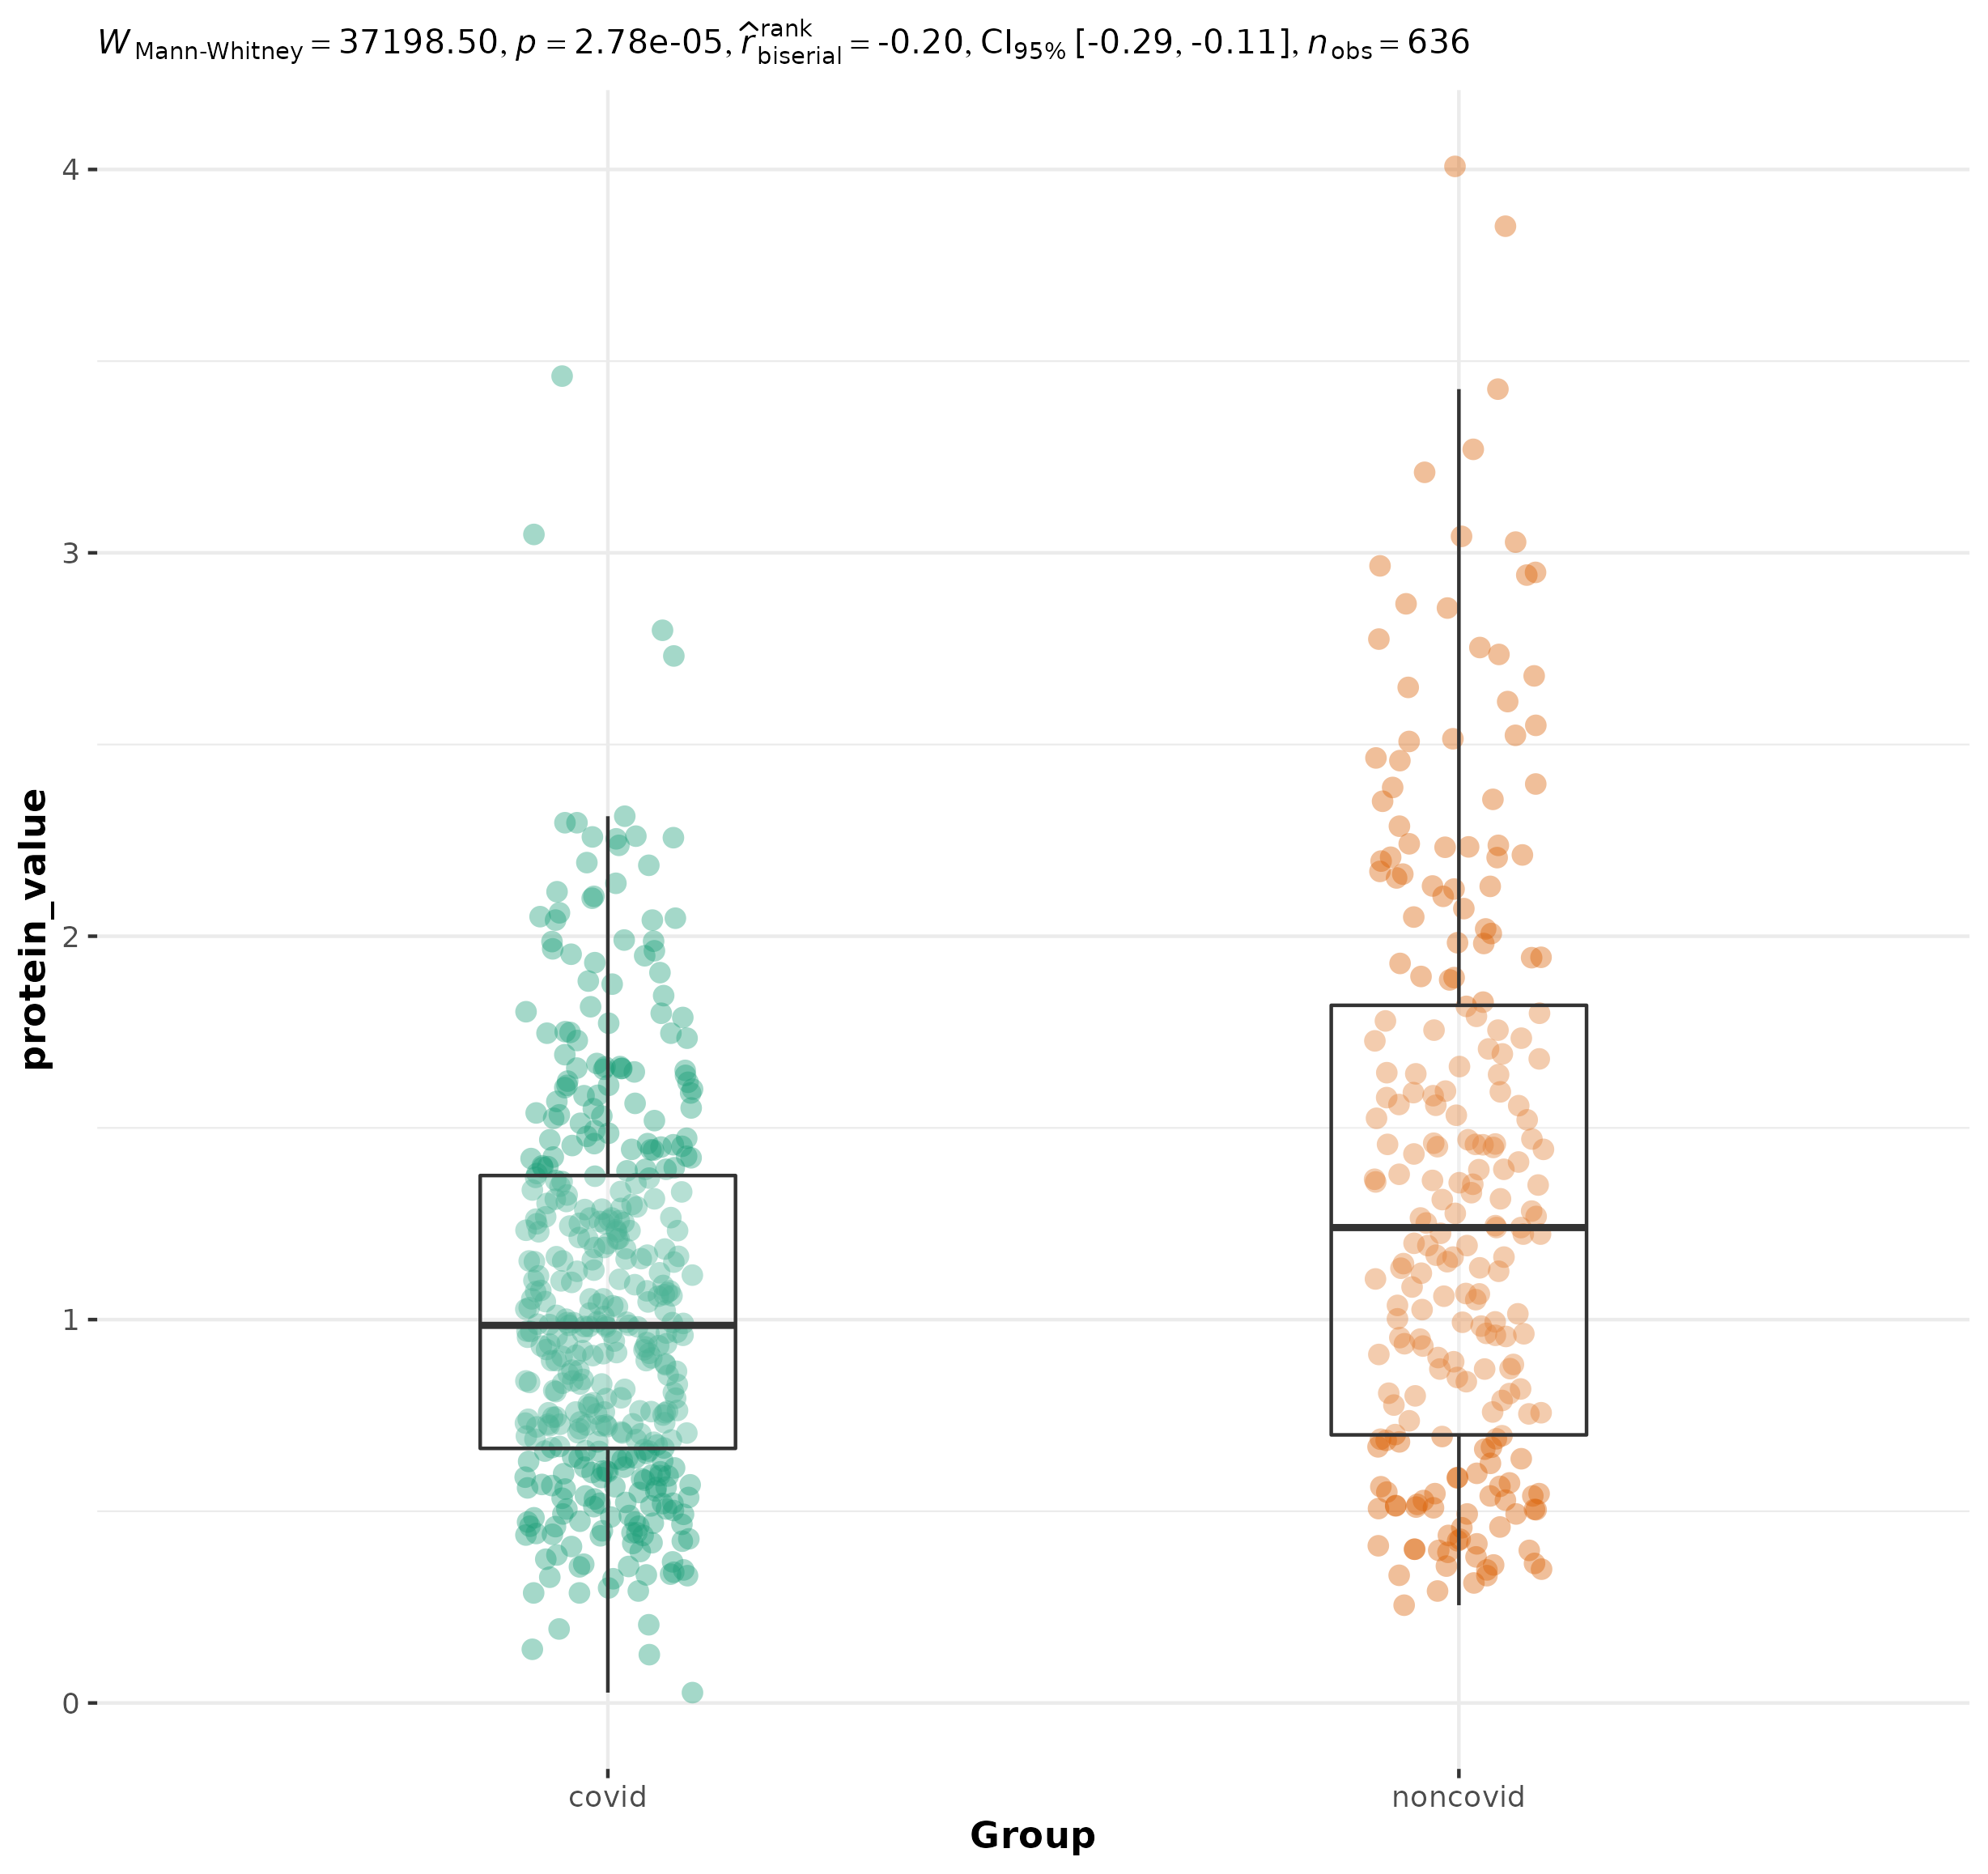 W Mann-Whitney = 37198.50, p = 2.78e-05, r̂ rank biserial = -0.20, CI95% [-0.29, -0.11], nobs = 636
4
3
2
1
0
protein_value
covid noncovid
Group